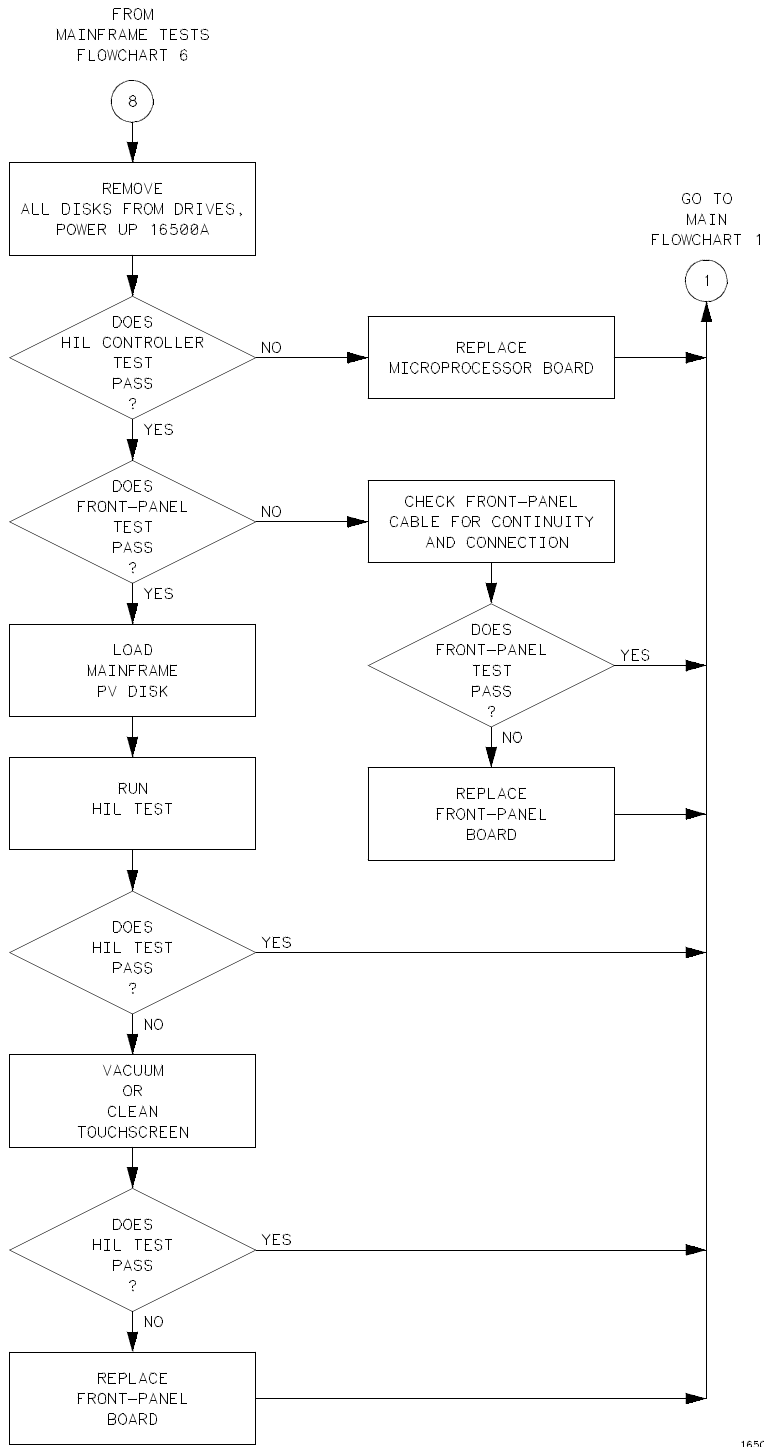 FROM
MAINFRAME TESTS
FLOWCHART 6
8
REMOVE
ALL DISKS FROM DRIVES,
POWER UP 16500A
GO TO
MAIN
FLOWCHART 1
1
DOES
HIL CONTROLLER
TEST
PASS
?
NO
REPLACE
MICROPROCESSOR BOARD
YES
DOES
FRONT-PANEL
TEST
PASS
?
NO
CHECK FRONT-PANEL
CABLE FOR CONTINUITY
AND CONNECTION
YES
LOAD
MAINFRAME
PV DISK
DOES
FRONT-PANEL
TEST
PASS
?
YES
NO
RUN
HIL TEST
REPLACE
FRONT-PANEL
BOARD
DOES
HIL TEST
PASS
?
YES
NO
VACUUM
OR
CLEAN
TOUCHSCREEN
DOES
HIL TEST
PASS
?
YES
NO
REPLACE
FRONT-PANEL
BOARD